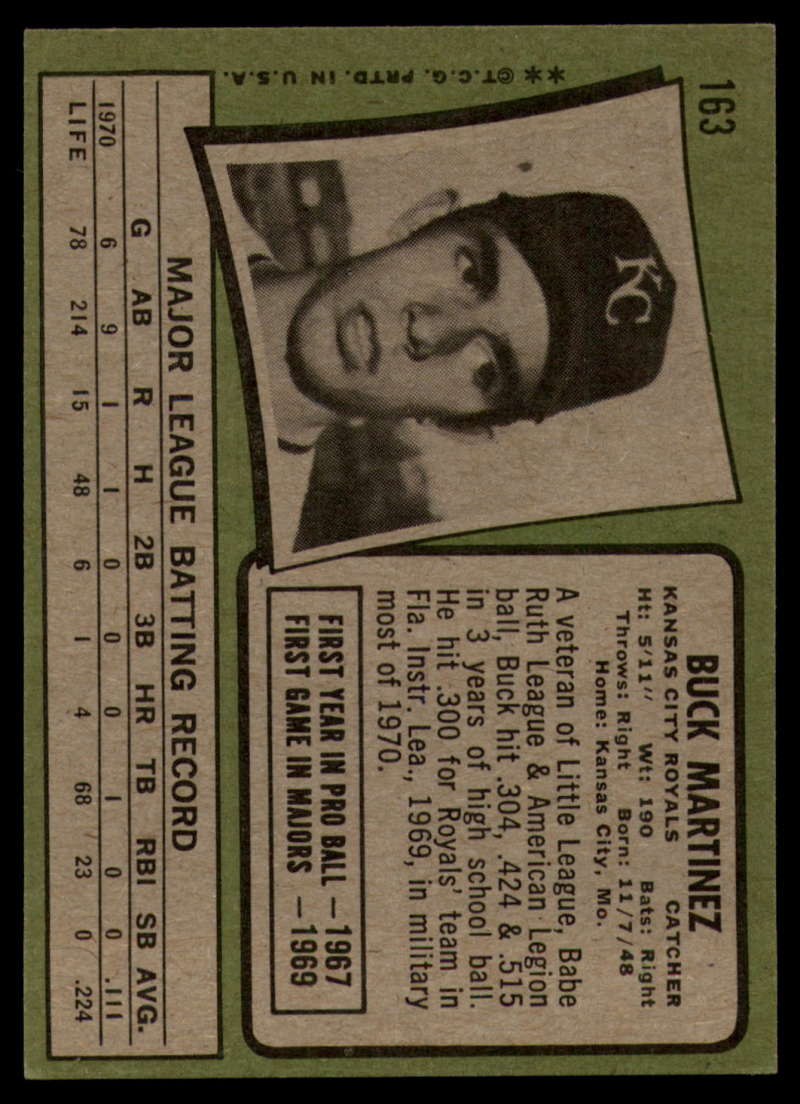 163
**©T.C.G. PRTD. IN U.S.A.
KC
BUCK MARTINEZ
KANSAS CITY ROYALS CATCHER
Ht: 5'11" Wt: 190 Bats: Right
Throws: Right Born: 11/7/48
Home: Kansas City, Mo.
A veteran of Little League, Babe
Ruth League & American Legion
ball, Buck hit .304, .424 & .515
in 3 years of high school ball.
He hit .300 for Royals' team in
Fla. Instr. Lea., 1969, in military
most of 1970.
FIRST YEAR IN PRO BALL — 1967
FIRST GAME IN MAJORS — 1969
MAJOR LEAGUE BATTING RECORD
G AB R H 2B 3B HR TB RBI SB AVG.
1970 6 9 1 1 0 0 0 1 0 0 .111
LIFE 78 214 15 48 6 1 4 68 23 0 .224